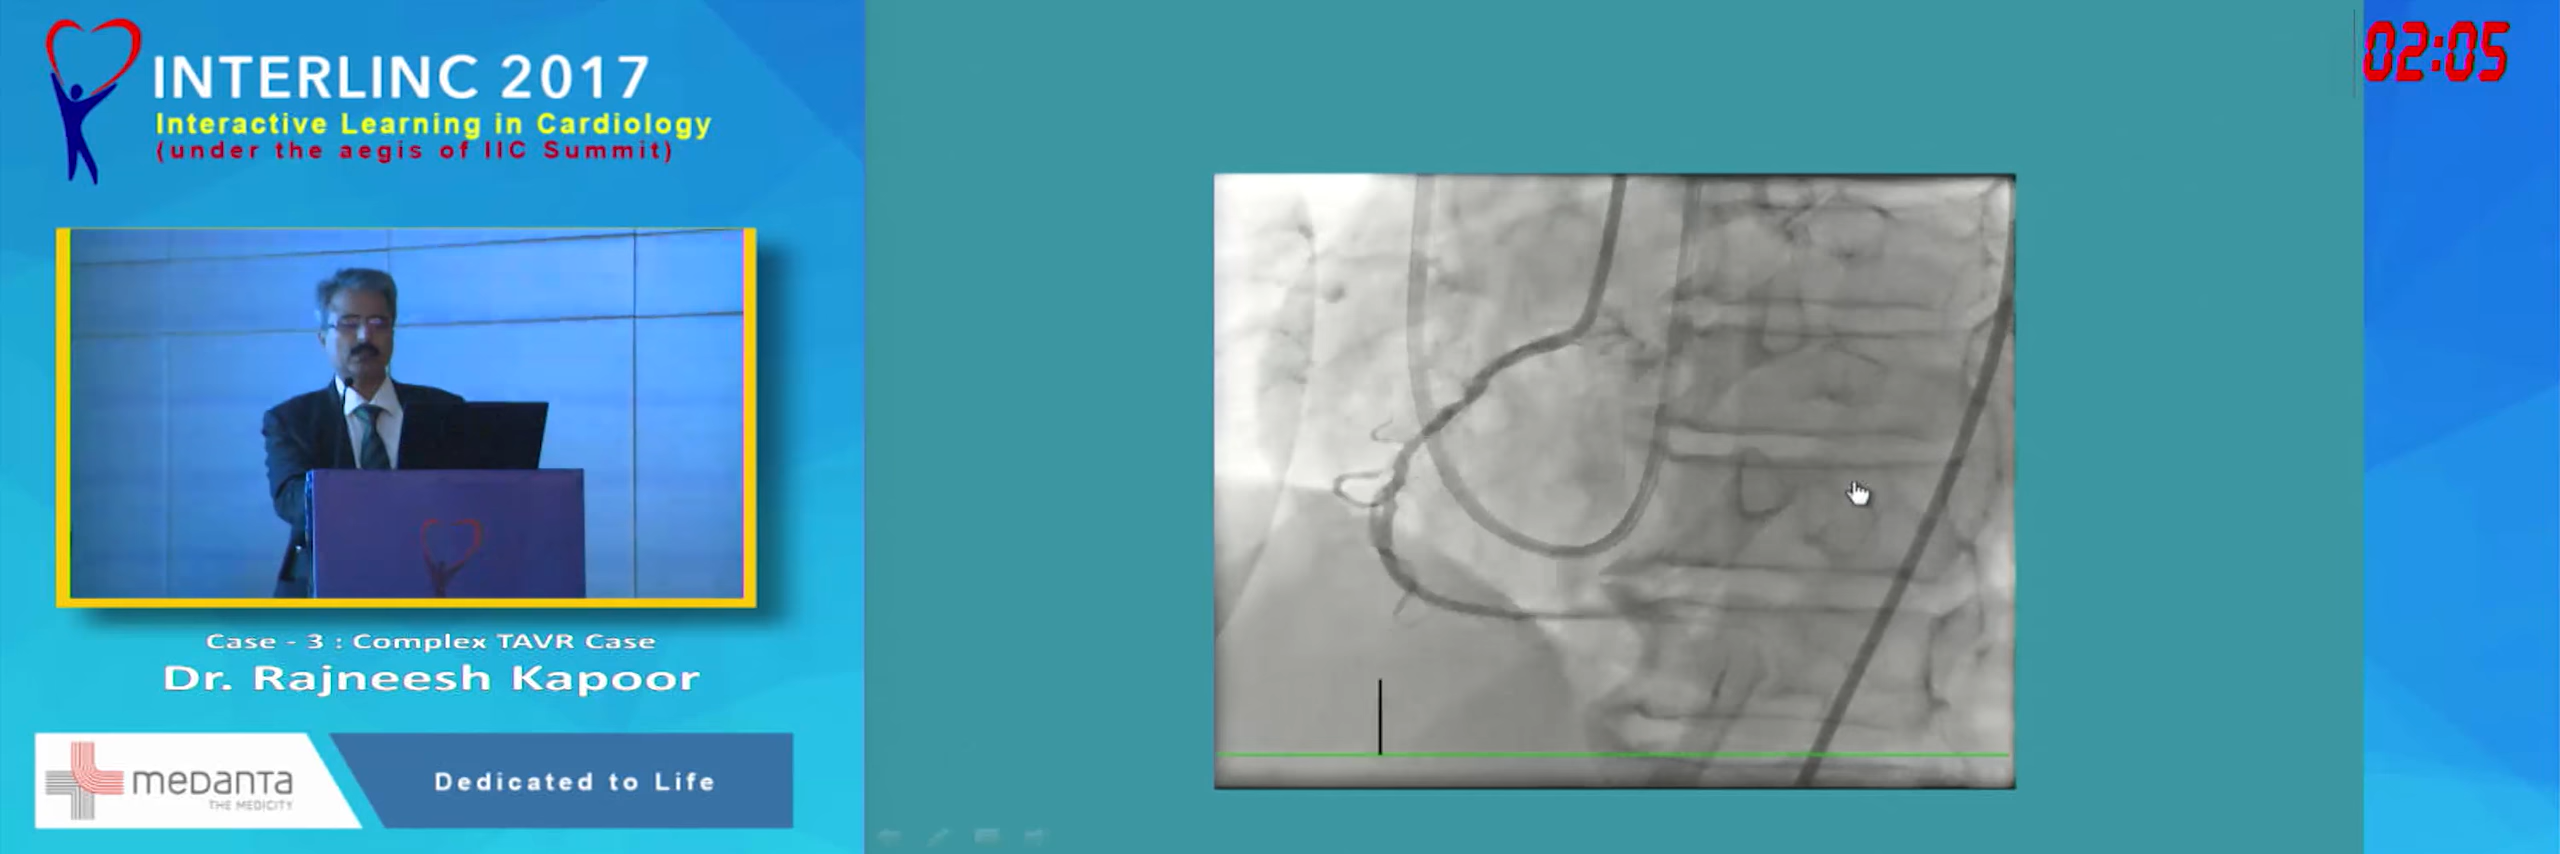 INTERLINC 2017
Interactive Learning in Cardiology
(under the aegis of IIC Summit)
02:05
Case - 3 : Complex TAVR Case
Dr. Rajneesh Kapoor
medanta
THE MEDICITY
Dedicated to Life